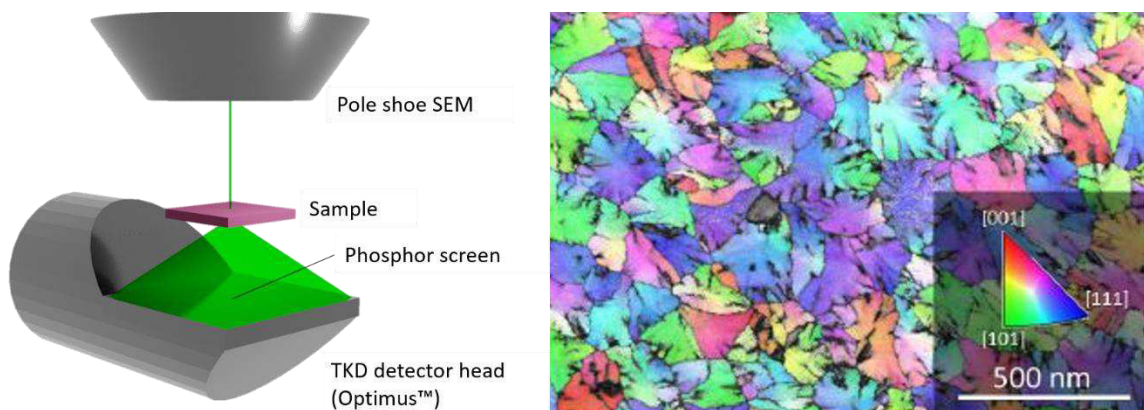 Pole shoe SEM
Sample
Phosphor screen
TKD detector head
(Optimus™)
[001]
[111]
[101]
500 nm